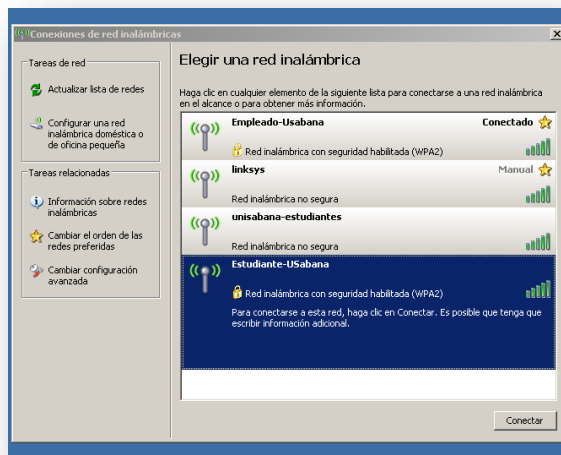 Conexiones de red inalámbricas
Tareas de red
Actualizar lista de redes
Configurar una red
inalámbrica doméstica o
de oficina pequeña
Tareas relacionadas
Información sobre redes
inalámbricas
Cambiar el orden de las
redes preferidas
Cambiar configuración
avanzada
Elegir una red inalámbrica
Haga clic en cualquier elemento de la siguiente lista para conectarse a una red inalámbrica
en el alcance o para obtener más información.
Empleado-Usabana Conectado
Red inalámbrica con seguridad habilitada (WPA2)
linksys Manual
Red inalámbrica no segura
unisabana-estudiantes
Red inalámbrica no segura
Estudiante-USabana
Red inalámbrica con seguridad habilitada (WPA2)
Para conectarse a esta red, haga clic en Conectar. Es posible que tenga que
escribir información adicional.
Conectar